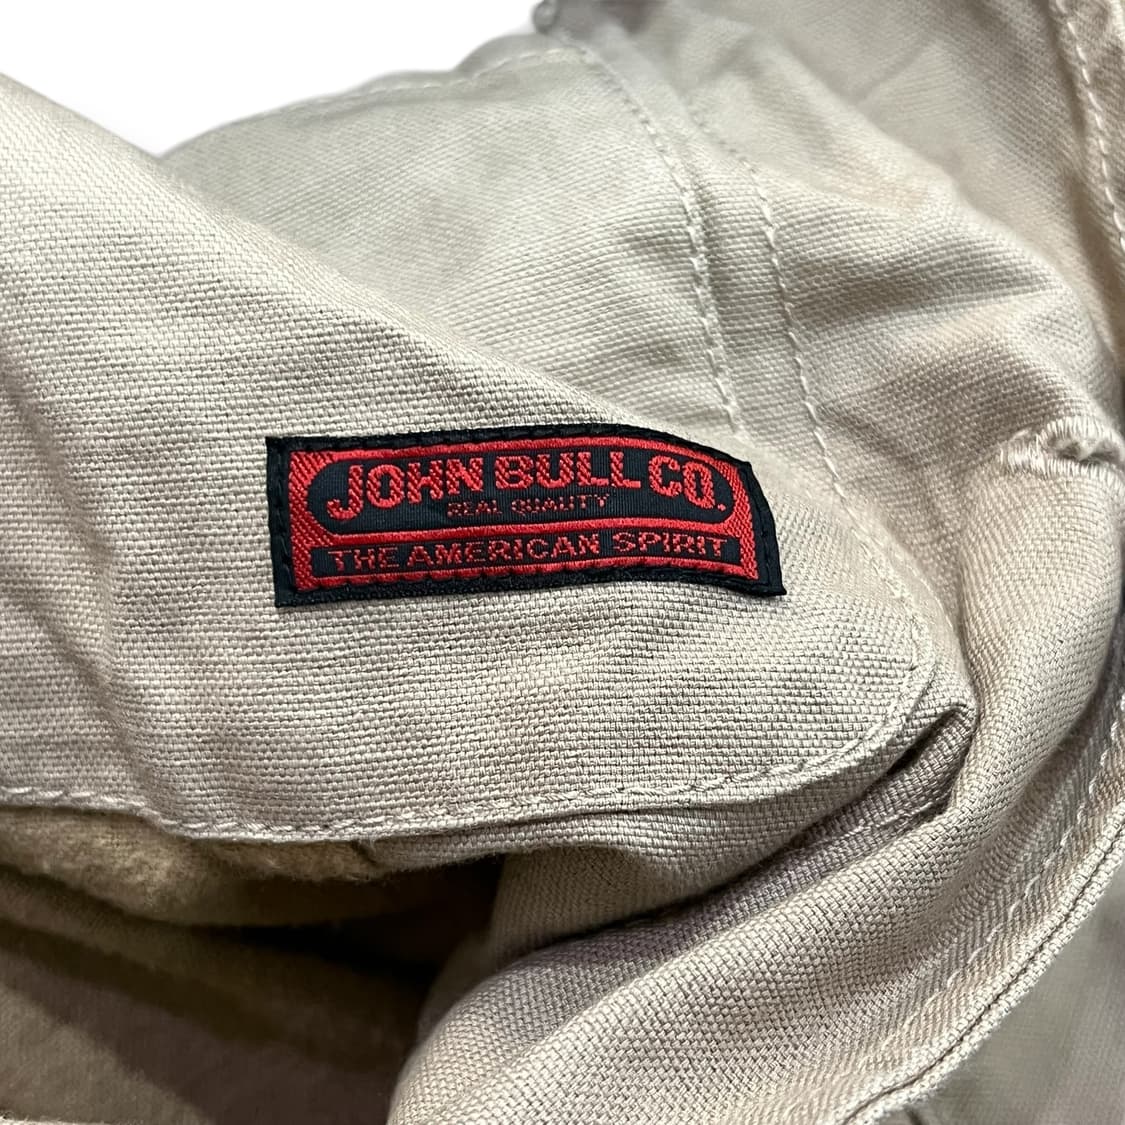 JOHN BULL CO.
REAL QUALITY
THE AMERICAN SPIRIT